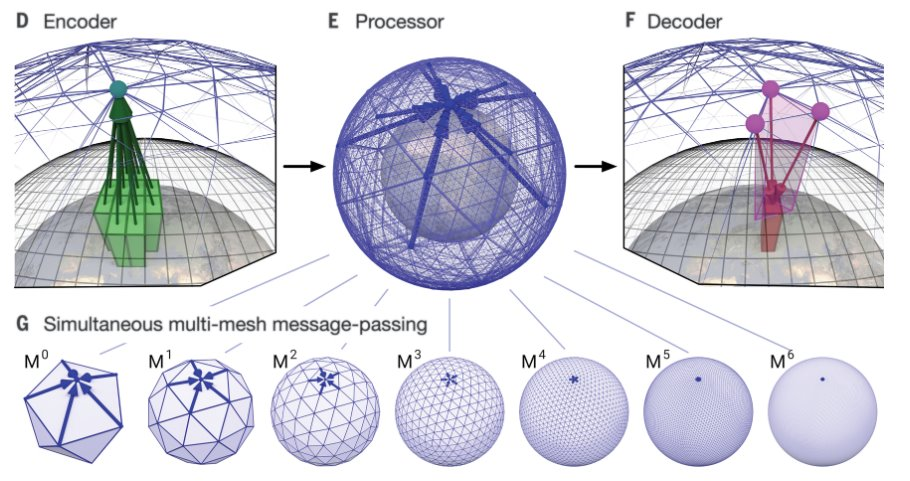 D Encoder
E Processor
F Decoder
G Simultaneous multi-mesh message-passing
M⁰ M¹ M² M³ M⁴ M⁵ M⁶